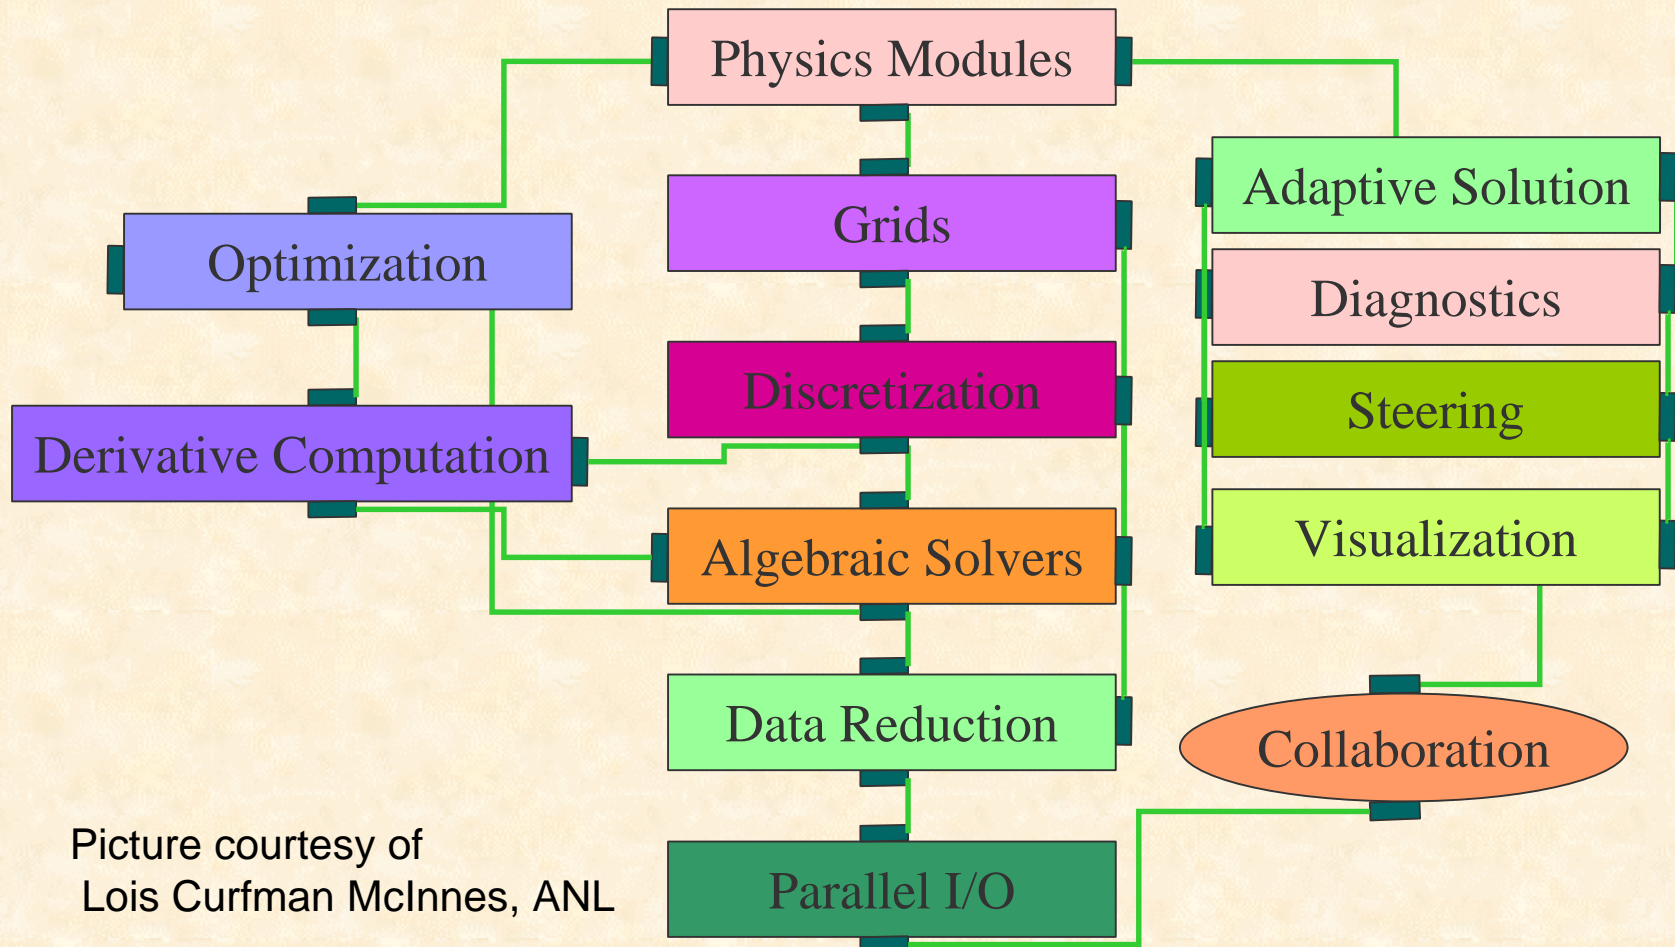 Physics Modules
Adaptive Solution
Grids
Optimization
Diagnostics
Discretization
Steering
Derivative Computation
Visualization
Algebraic Solvers
Data Reduction
Collaboration
Picture courtesy of
Lois Curfman McInnes, ANL
Parallel I/O